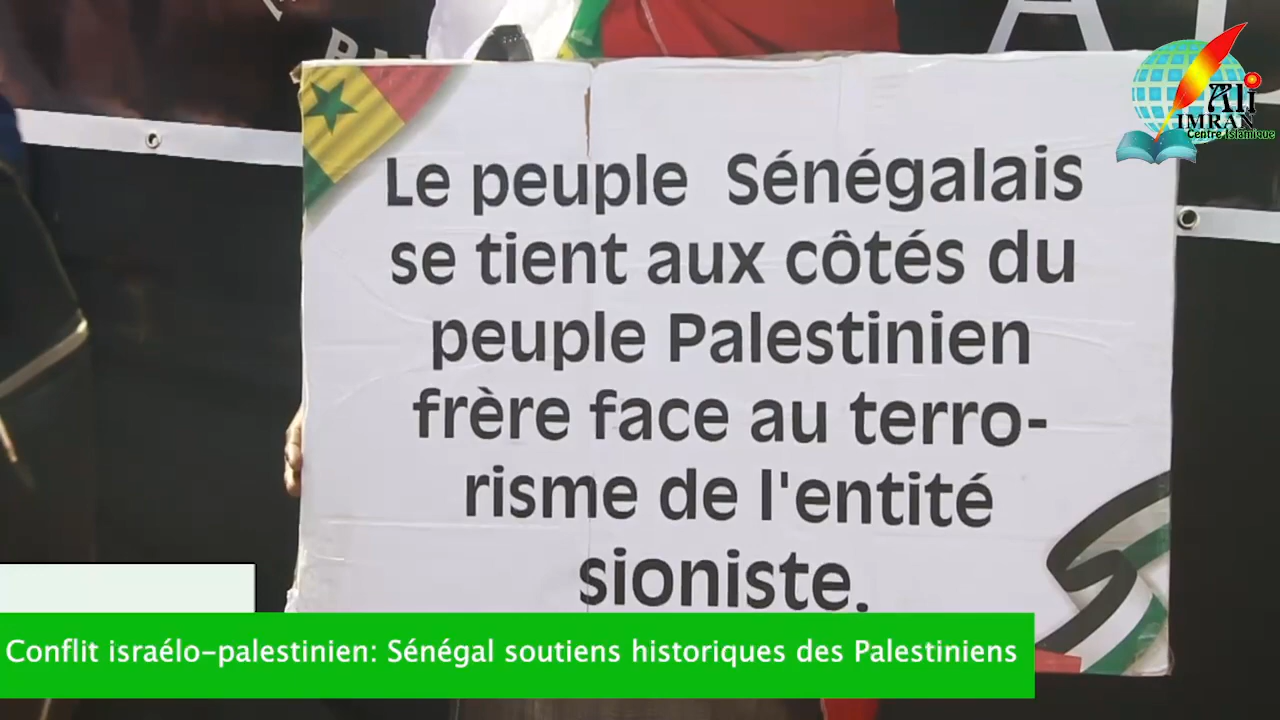 Ali
IMRAN
Centre Islamique
Le peuple Sénégalais
se tient aux côtés du
peuple Palestinien
frère face au terro-
risme de l'entité
sioniste.
Conflit israélo-palestinien: Sénégal soutiens historiques des Palestiniens